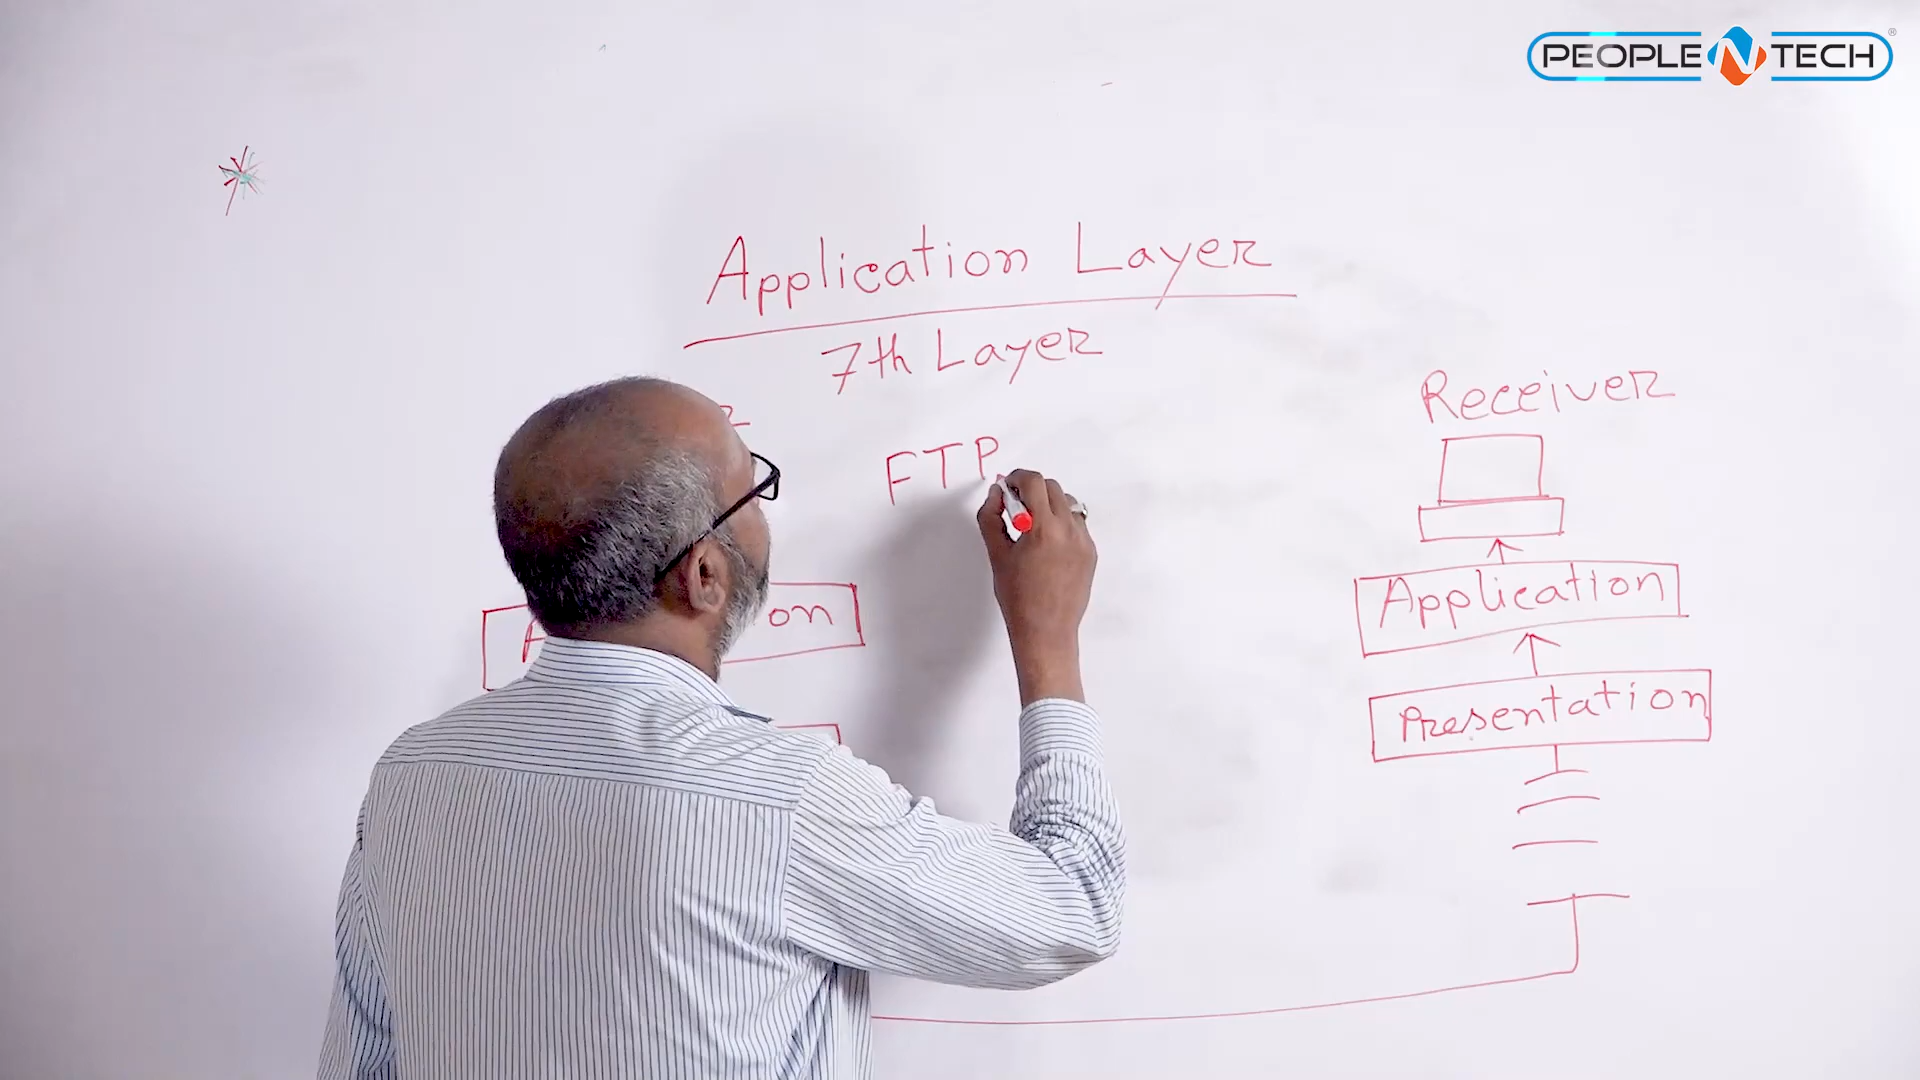 PEOPLE N TECH
Application Layer
7th Layer
Receiver
FTP
Application
on
Presentation